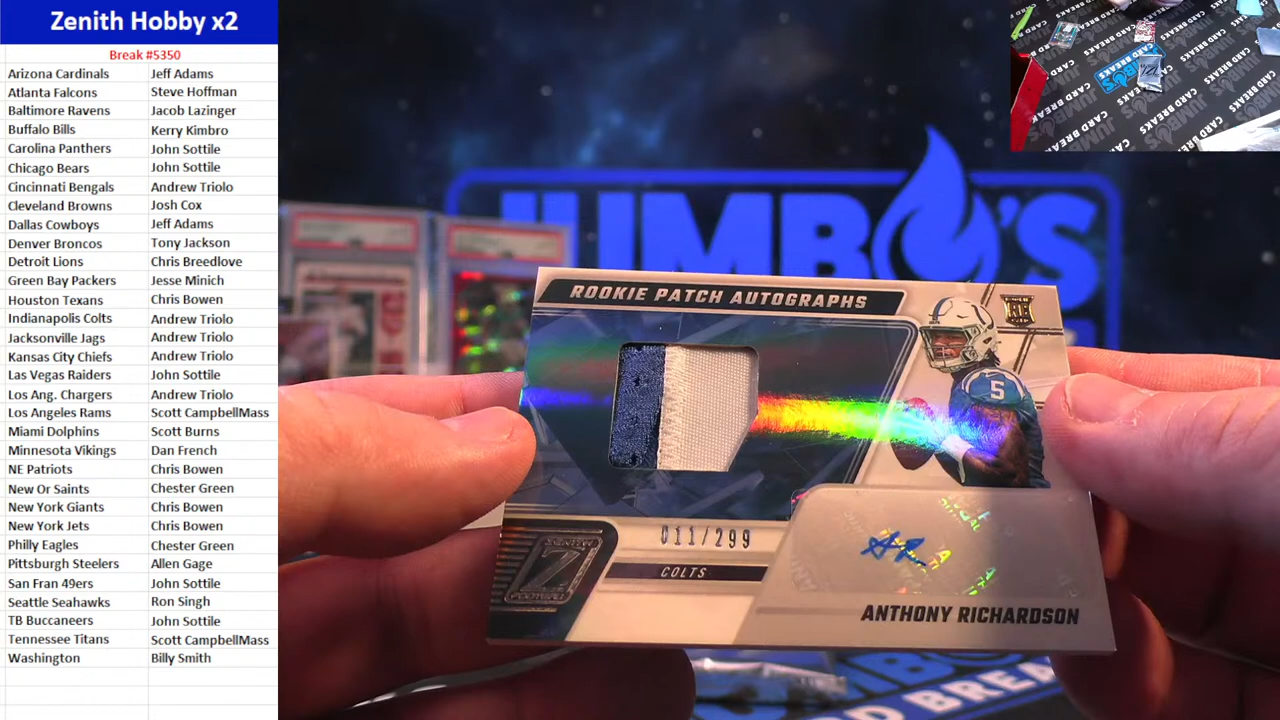 Zenith Hobby x2
Break #5350
Arizona Cardinals Jeff Adams
Atlanta Falcons Steve Hoffman
Baltimore Ravens Jacob Lazinger
Buffalo Bills Kerry Kimbro
Carolina Panthers John Sottile
Chicago Bears John Sottile
Cincinnati Bengals Andrew Triolo
Cleveland Browns Josh Cox
Dallas Cowboys Jeff Adams
Denver Broncos Tony Jackson
Detroit Lions Chris Breedlove
Green Bay Packers Jesse Minich
Houston Texans Chris Bowen
Indianapolis Colts Andrew Triolo
Jacksonville Jags Andrew Triolo
Kansas City Chiefs Andrew Triolo
Las Vegas Raiders John Sottile
Los Ang. Chargers Andrew Triolo
Los Angeles Rams Scott CampbellMass
Miami Dolphins Scott Burns
Minnesota Vikings Dan French
NE Patriots Chris Bowen
New Or Saints Chester Green
New York Giants Chris Bowen
New York Jets Chris Bowen
Philly Eagles Chester Green
Pittsburgh Steelers Allen Gage
San Fran 49ers John Sottile
Seattle Seahawks Ron Singh
TB Buccaneers John Sottile
Tennessee Titans Scott CampbellMass
Washington Billy Smith
CARD BREAKS
JUMBO'S
ROOKIE PATCH AUTOGRAPHS
5
011/299
COLTS
Z
FOOTBALL
ANTHONY RICHARDSON
JUMBO'S
RD BREA